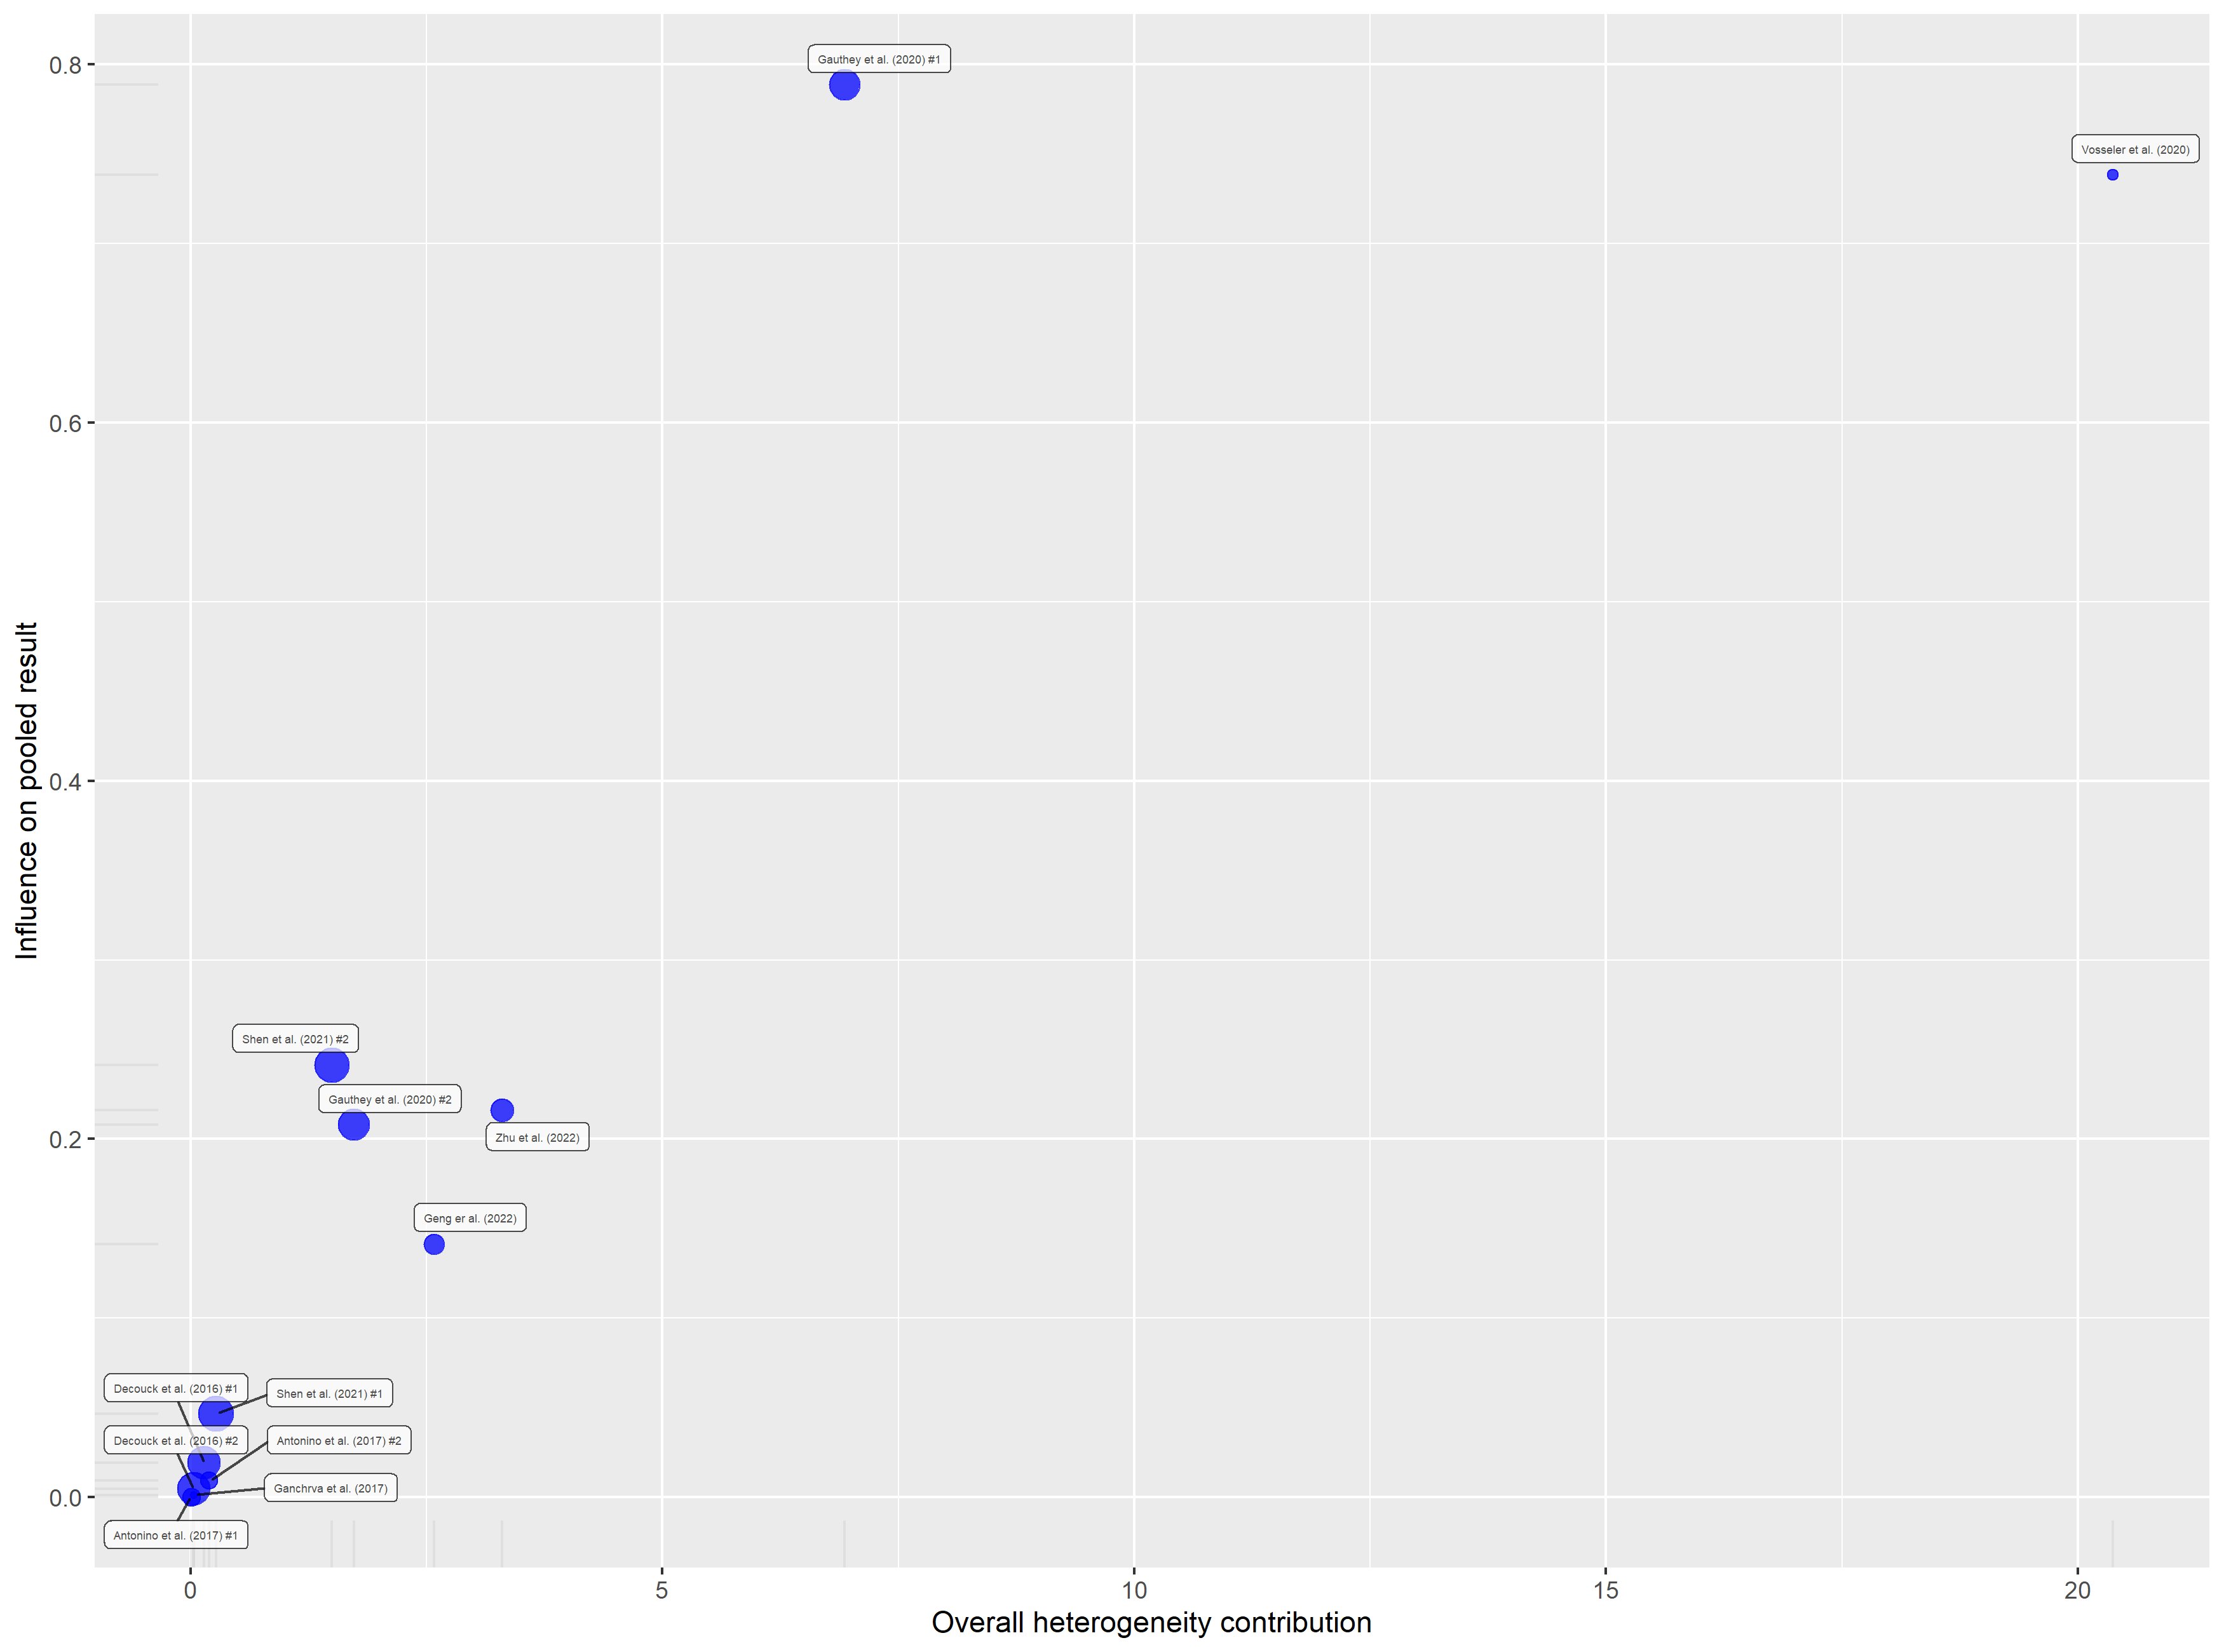 Gauthey et al. (2020) #1
Vosseler et al. (2020)
Shen et al. (2021) #2
Gauthey et al. (2020) #2
Zhu et al. (2022)
Geng er al. (2022)
Decouck et al. (2016) #1
Shen et al. (2021) #1
Decouck et al. (2016) #2
Antonino et al. (2017) #2
Ganchrva et al. (2017)
Antonino et al. (2017) #1
0.8
0.6
0.4
0.2
0.0
Influence on pooled result
0
5
10
15
20
Overall heterogeneity contribution